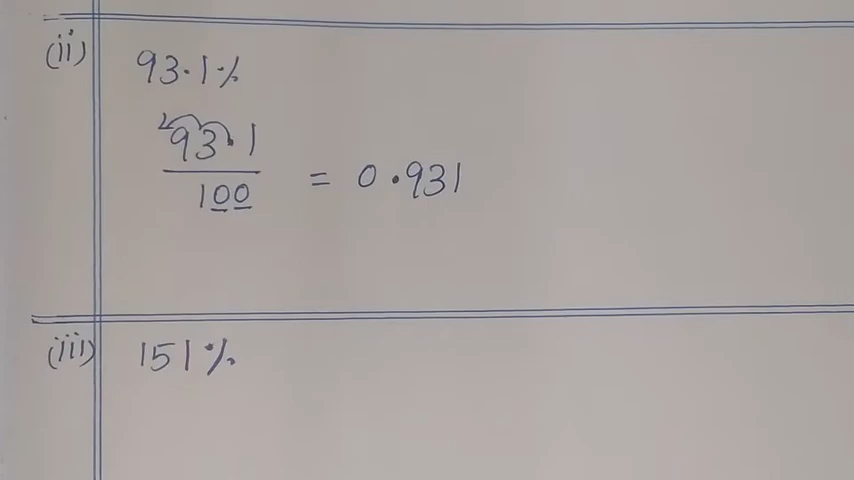 (ii) 93.1%
93.1
100 = 0.931
(iii) 151%